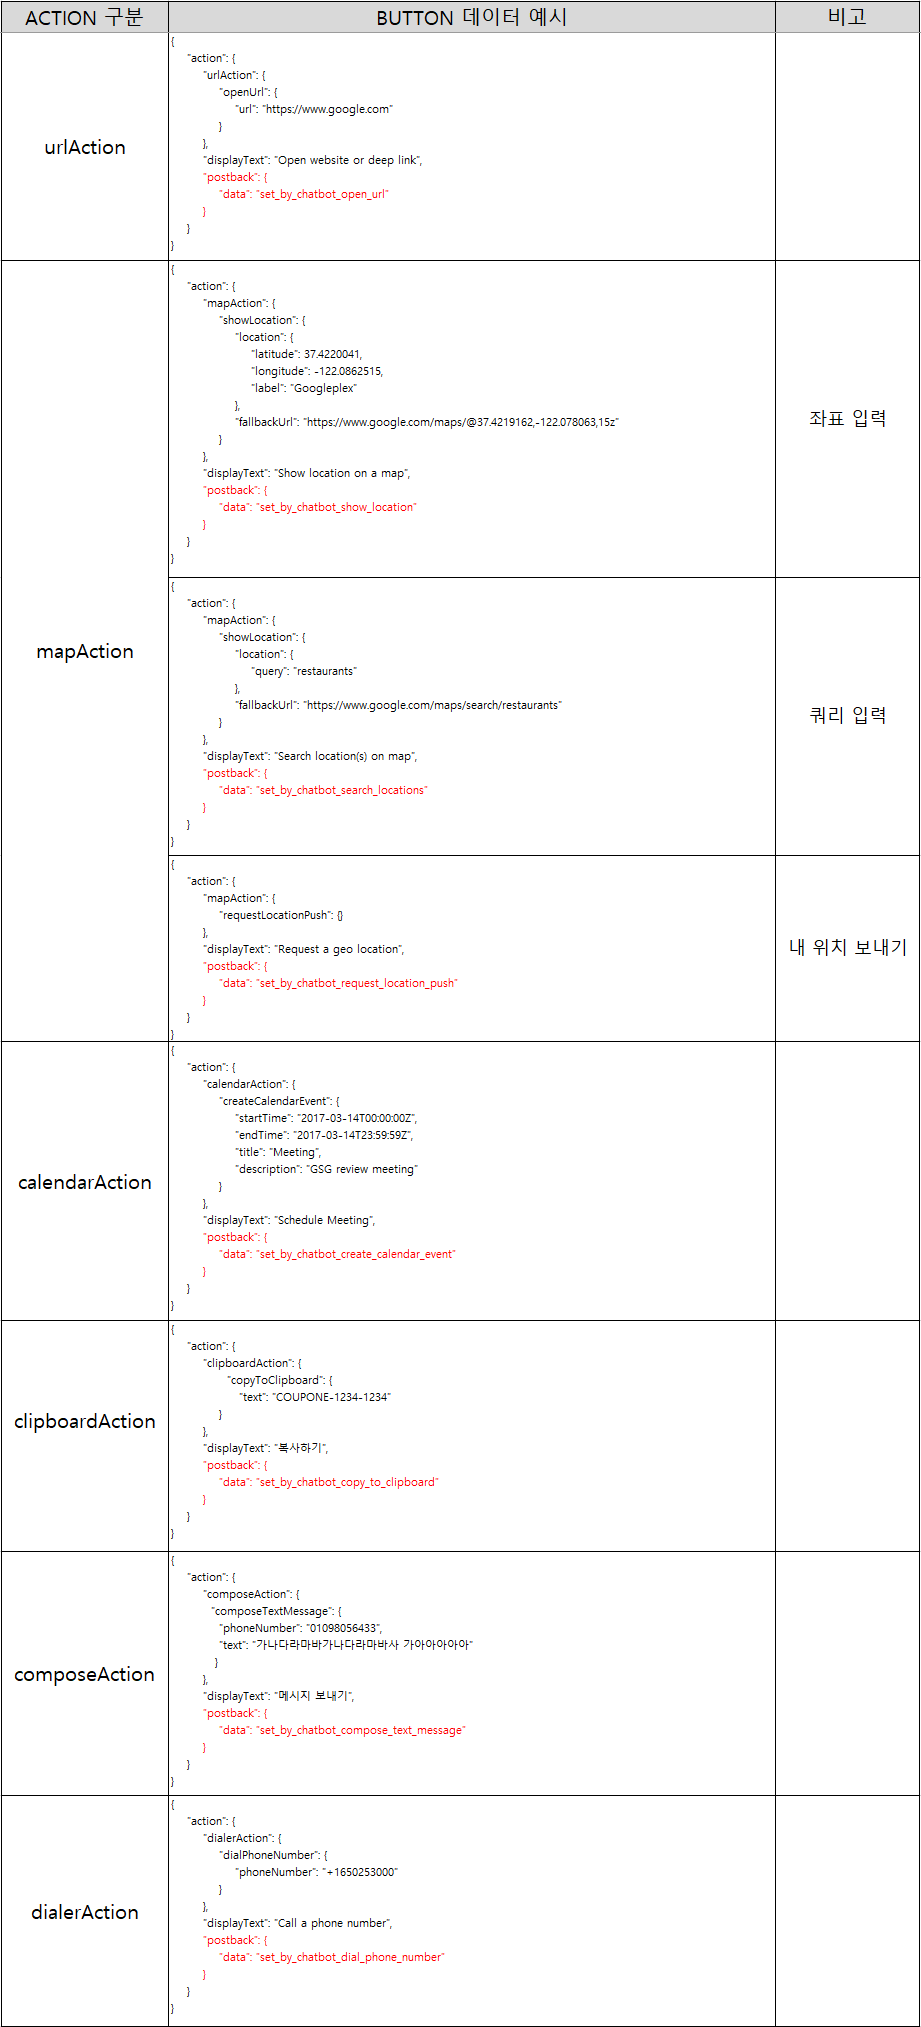 ACTION 구분 BUTTON 데이터 예시 비고
urlAction
{
"action": {
"urlAction": {
"openUrl": {
"url": "https://www.google.com"
}
},
"displayText": "Open website or deep link",
"postback": {
"data": "set_by_chatbot_open_url"
}
}
}
mapAction
{
"action": {
"mapAction": {
"showLocation": {
"location": {
"latitude": 37.4220041,
"longitude": -122.0862515,
"label": "Googleplex"
},
"fallbackUrl": "https://www.google.com/maps/@37.4219162,-122.078063,15z"
}
},
"displayText": "Show location on a map",
"postback": {
"data": "set_by_chatbot_show_location"
}
}
}
좌표 입력
{
"action": {
"mapAction": {
"showLocation": {
"location": {
"query": "restaurants"
},
"fallbackUrl": "https://www.google.com/maps/search/restaurants"
}
},
"displayText": "Search location(s) on map",
"postback": {
"data": "set_by_chatbot_search_locations"
}
}
}
쿼리 입력
{
"action": {
"mapAction": {
"requestLocationPush": {}
},
"displayText": "Request a geo location",
"postback": {
"data": "set_by_chatbot_request_location_push"
}
}
}
내 위치 보내기
calendarAction
{
"action": {
"calendarAction": {
"createCalendarEvent": {
"startTime": "2017-03-14T00:00:00Z",
"endTime": "2017-03-14T23:59:59Z",
"title": "Meeting",
"description": "GSG review meeting"
}
},
"displayText": "Schedule Meeting",
"postback": {
"data": "set_by_chatbot_create_calendar_event"
}
}
}
clipboardAction
{
"action": {
"clipboardAction": {
"copyToClipboard": {
"text": "COUPONE-1234-1234"
}
},
"displayText": "복사하기",
"postback": {
"data": "set_by_chatbot_copy_to_clipboard"
}
}
}
composeAction
{
"action": {
"composeAction": {
"composeTextMessage": {
"phoneNumber": "01098056433",
"text": "가나다라마바가나다라마바사 가아아아아아"
}
},
"displayText": "메시지 보내기",
"postback": {
"data": "set_by_chatbot_compose_text_message"
}
}
}
dialerAction
{
"action": {
"dialerAction": {
"dialPhoneNumber": {
"phoneNumber": "+1650253000"
}
},
"displayText": "Call a phone number",
"postback": {
"data": "set_by_chatbot_dial_phone_number"
}
}
}